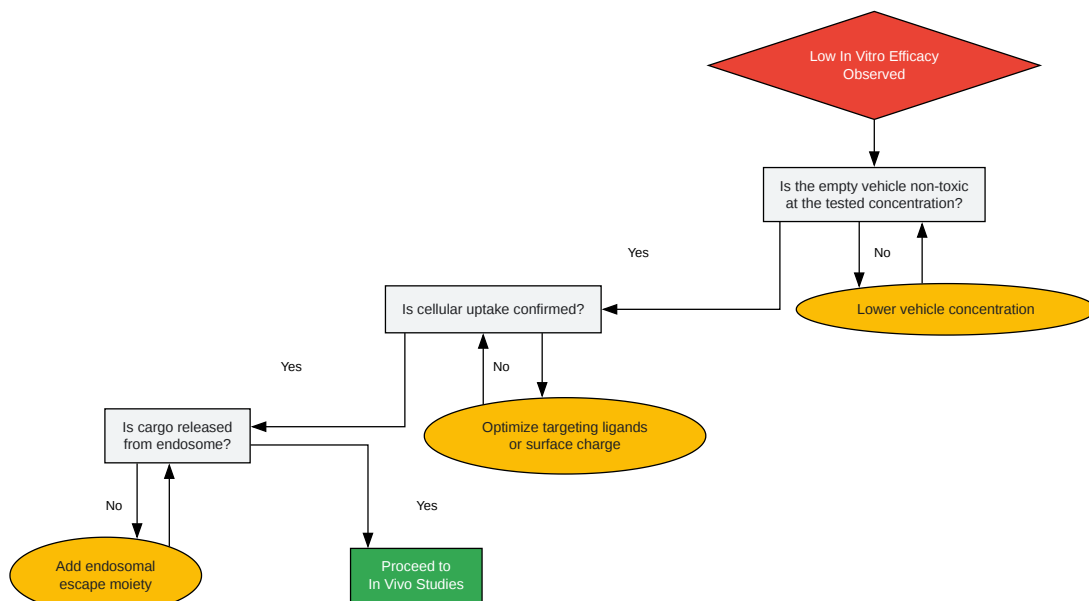 Low In Vitro Efficacy
Observed
Is the empty vehicle non-toxic
at the tested concentration?
Yes
No
Is cellular uptake confirmed?
Lower vehicle concentration
Yes
No
Is cargo released
from endosome?
Optimize targeting ligands
or surface charge
No
Yes
Add endosomal
escape moiety
Proceed to
In Vivo Studies